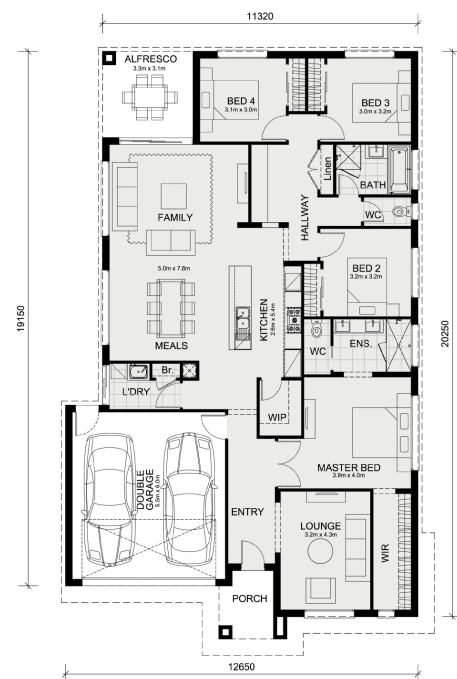 11320
ALFRESCO
3.3m x 3.1m
BED 4
3.1m x 3.0m
BED 3
3.0m x 3.2m
Linen
BATH
HALLWAY
WC
FAMILY
5.0m x 7.8m
BED 2
3.2m x 3.2m
KITCHEN
2.6m x 5.4m
MEALS
19150
20250
WC
ENS.
Br.
L'DRY
WIP
MASTER BED
3.9m x 4.0m
DOUBLE
GARAGE
5.5m x 6.0m
ENTRY
LOUNGE
3.2m x 4.3m
WIR
PORCH
12650